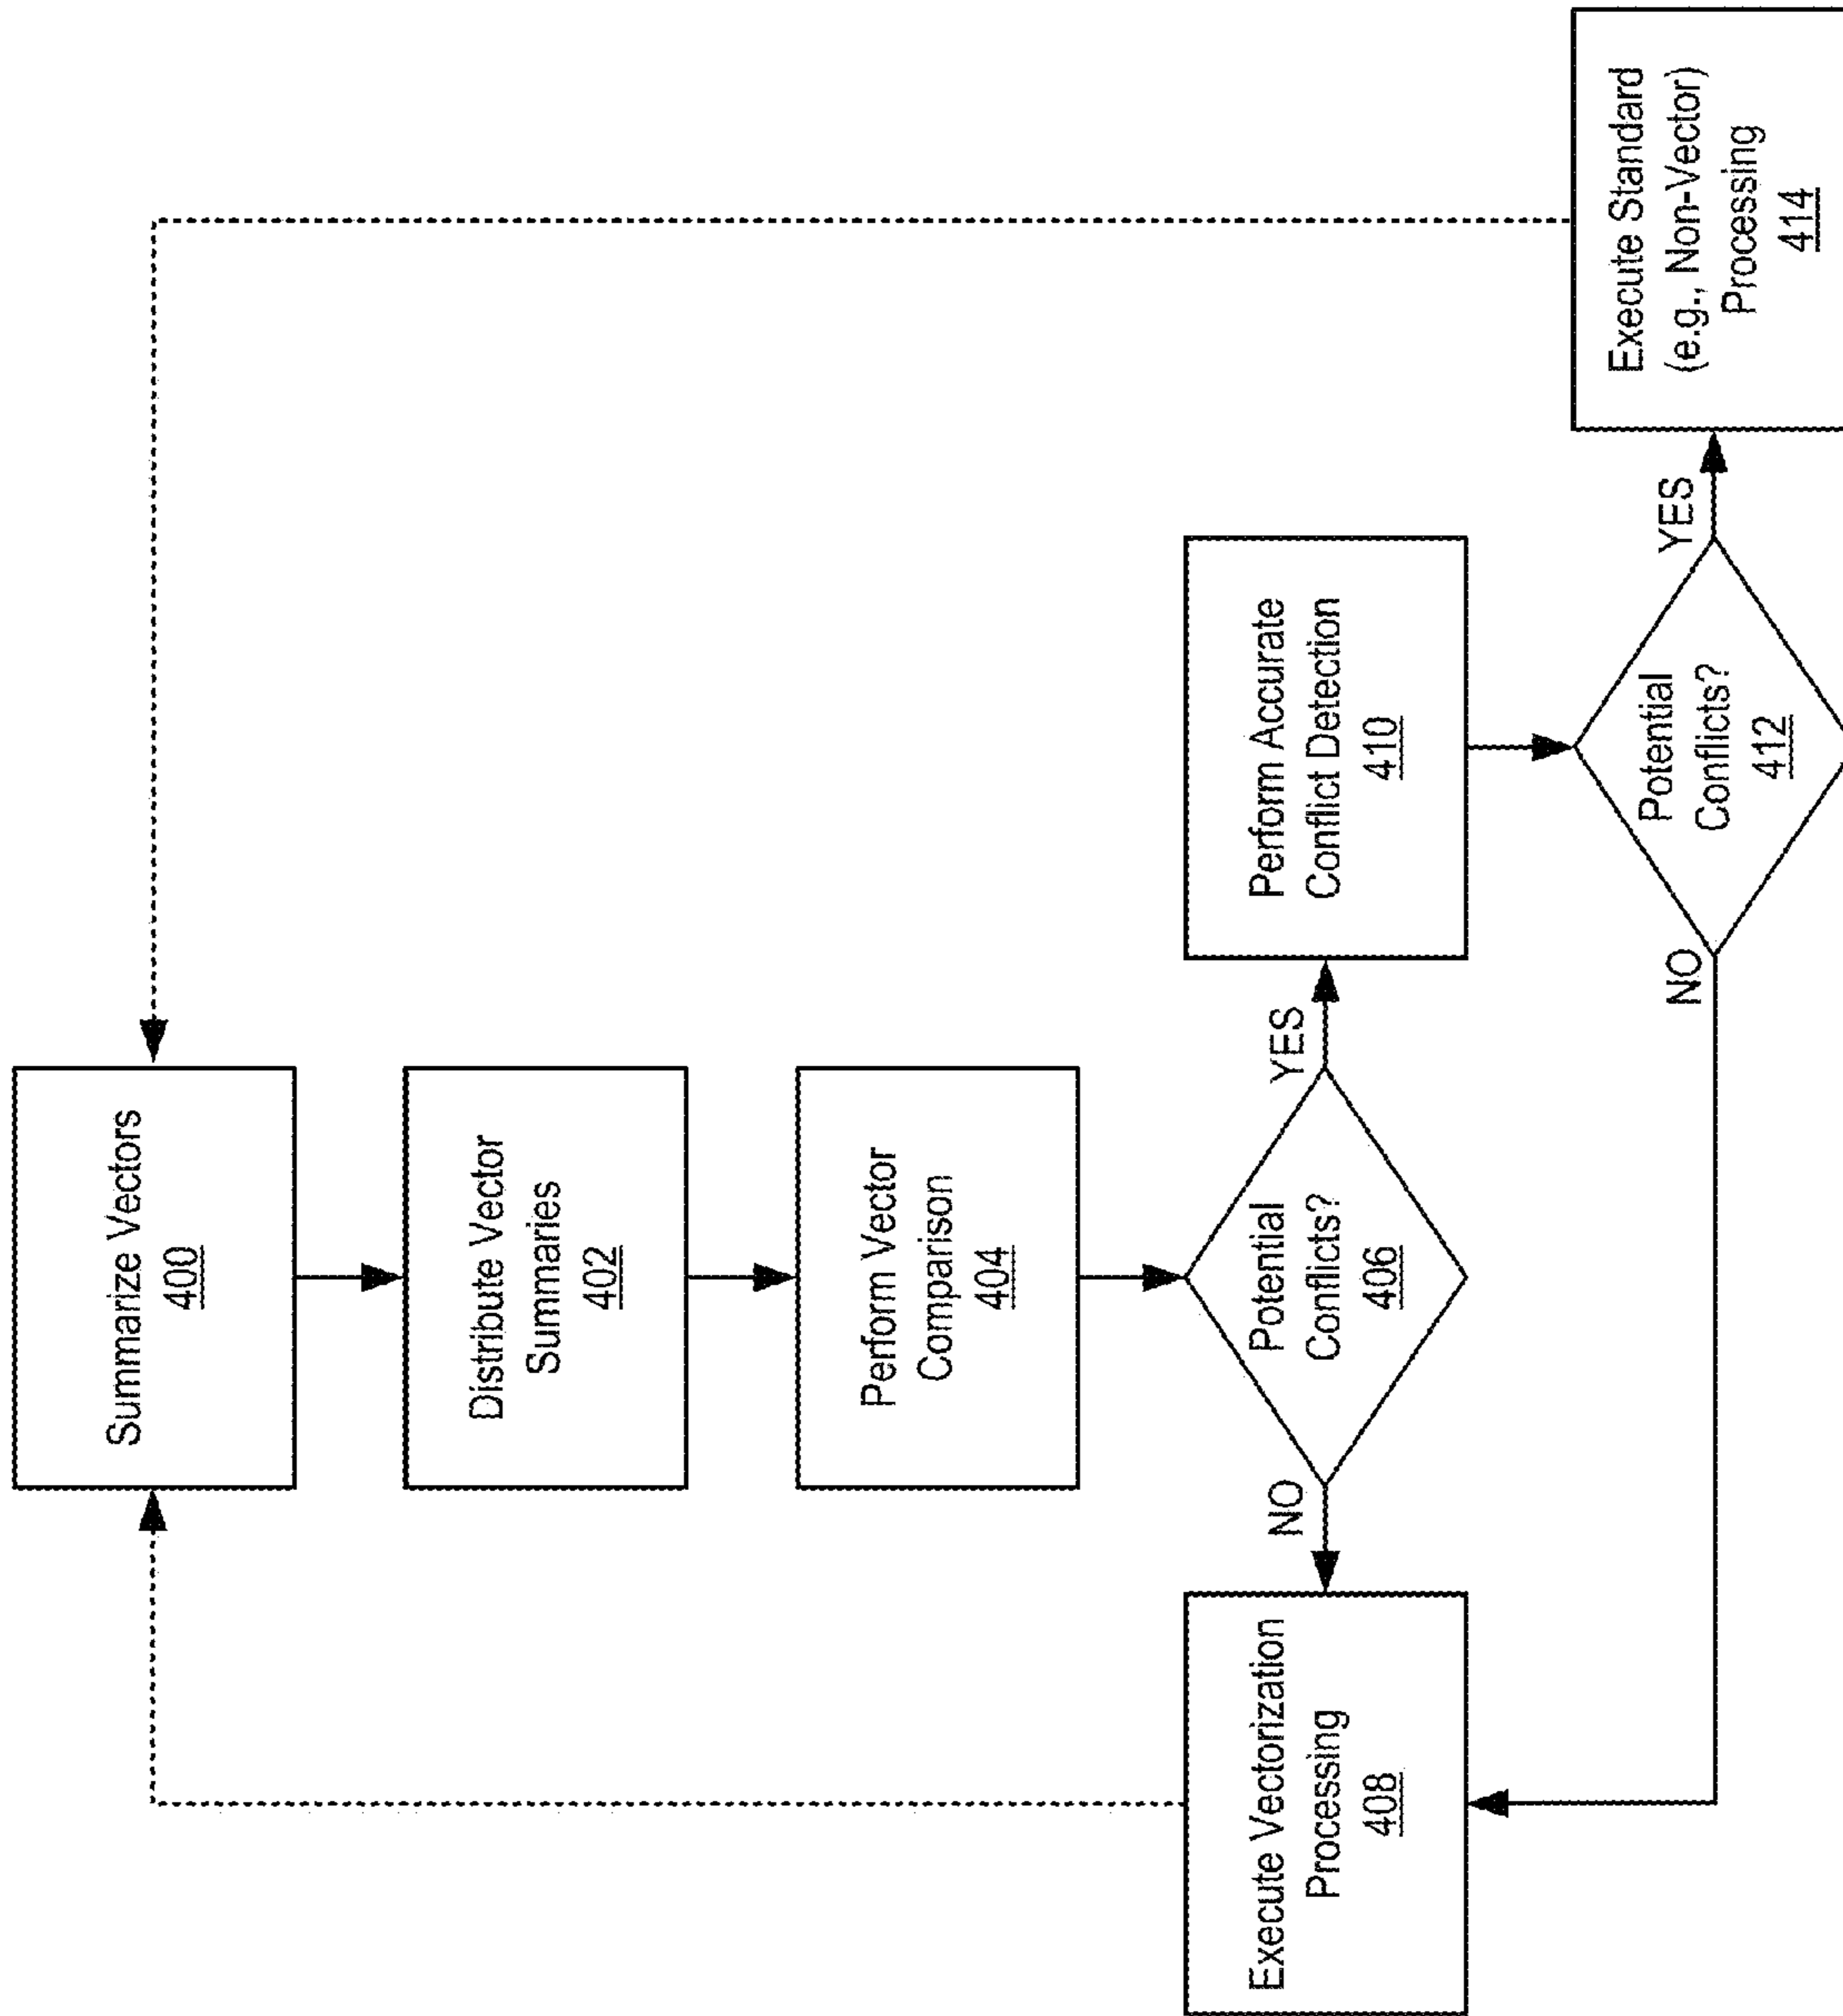 Summarize Vectors
400
Distribute Vector
Summaries
402
Perform Vector
Comparison
404
Potential
Conflicts?
406
NO
YES
Execute Vectorization
Processing
408
Perform Accurate
Conflict Detection
410
Potential
Conflicts?
412
NO
YES
Execute Standard
(e.g., Non-Vector)
Processing
414